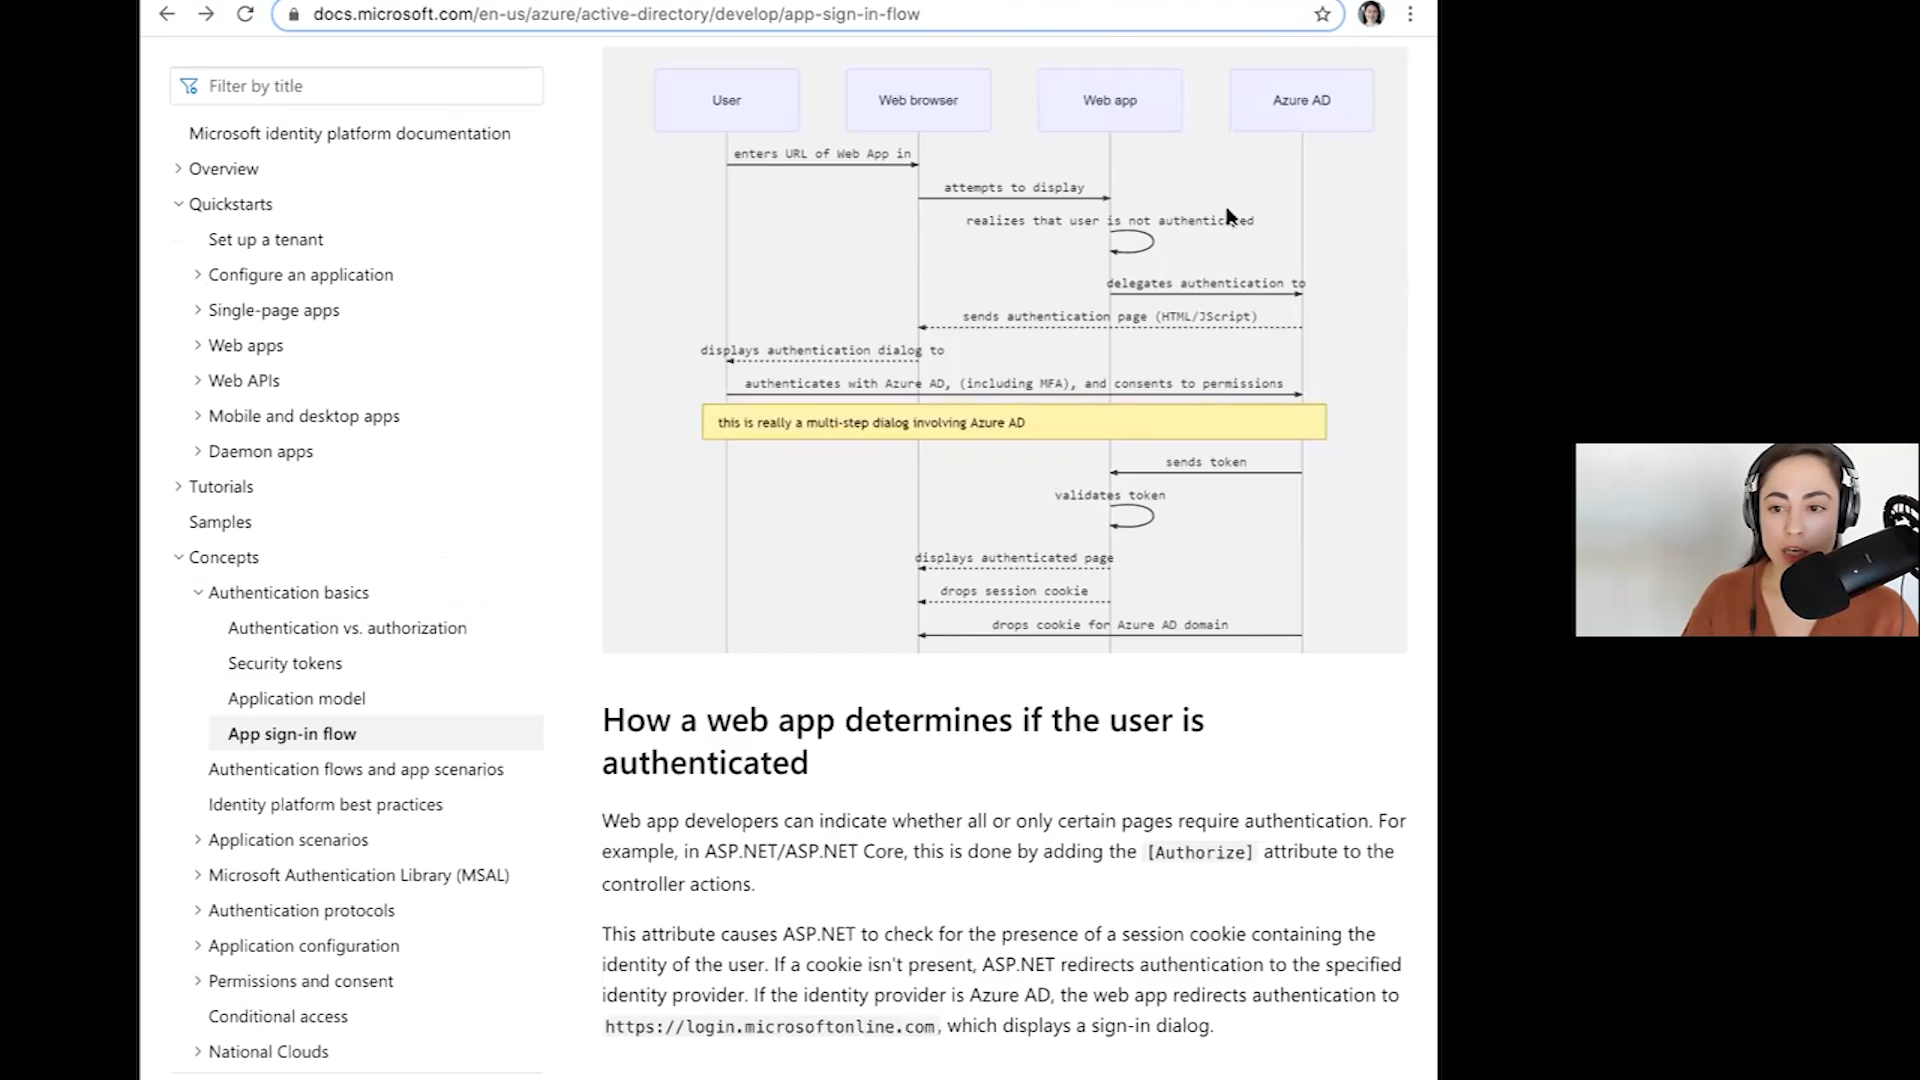 docs.microsoft.com/en-us/azure/active-directory/develop/app-sign-in-flow
Filter by title
Microsoft identity platform documentation
Overview
Quickstarts
Set up a tenant
Configure an application
Single-page apps
Web apps
Web APIs
Mobile and desktop apps
Daemon apps
Tutorials
Samples
Concepts
Authentication basics
Authentication vs. authorization
Security tokens
Application model
App sign-in flow
Authentication flows and app scenarios
Identity platform best practices
Application scenarios
Microsoft Authentication Library (MSAL)
Authentication protocols
Application configuration
Permissions and consent
Conditional access
National Clouds
User
Web browser
Web app
Azure AD
enters URL of Web App in
attempts to display
realizes that user is not authenticated
delegates authentication to
sends authentication page (HTML/JScript)
displays authentication dialog to
authenticates with Azure AD, (including MFA), and consents to permissions
this is really a multi-step dialog involving Azure AD
sends token
validates token
displays authenticated page
drops session cookie
drops cookie for Azure AD domain
How a web app determines if the user is
authenticated
Web app developers can indicate whether all or only certain pages require authentication. For
example, in ASP.NET/ASP.NET Core, this is done by adding the [Authorize] attribute to the
controller actions.
This attribute causes ASP.NET to check for the presence of a session cookie containing the
identity of the user. If a cookie isn't present, ASP.NET redirects authentication to the specified
identity provider. If the identity provider is Azure AD, the web app redirects authentication to
https://login.microsoftonline.com, which displays a sign-in dialog.